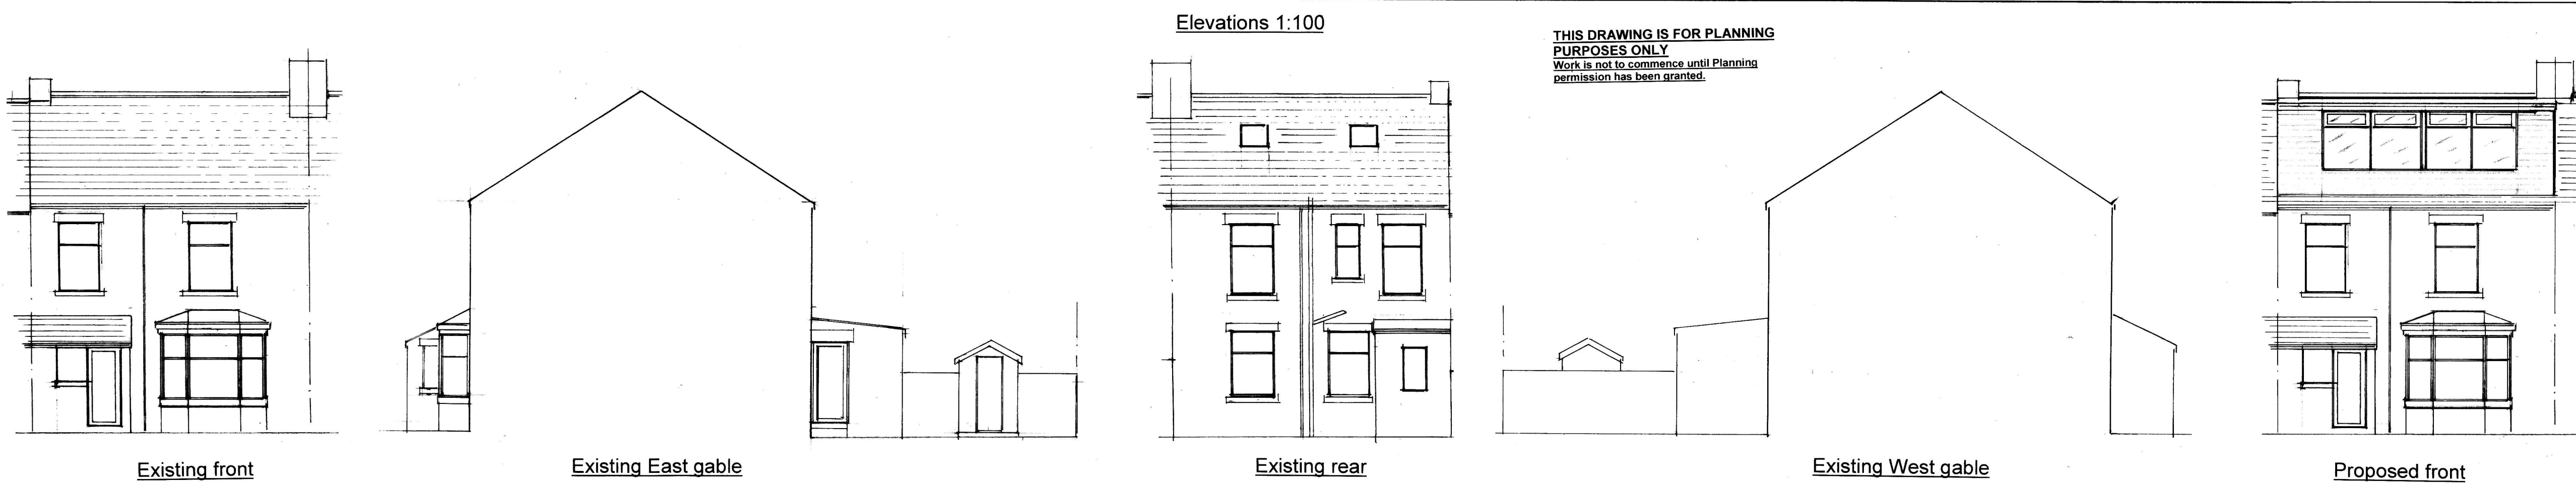 Elevations 1:100
THIS DRAWING IS FOR PLANNING
PURPOSES ONLY
Work is not to commence until Planning
permission has been granted.
Existing front
Existing East gable
Existing rear
Existing West gable
Proposed front